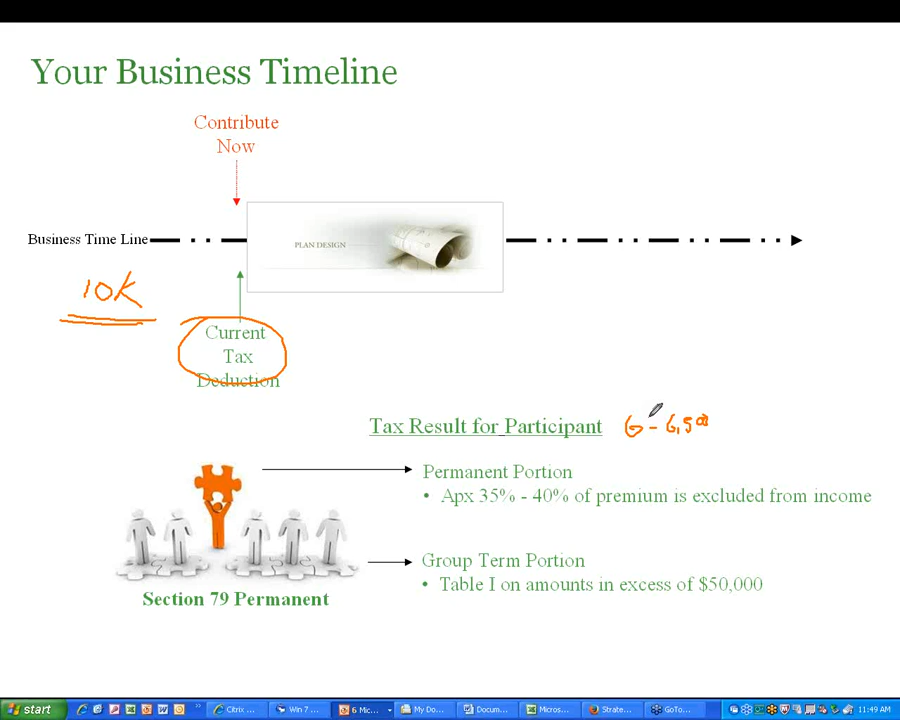 Your Business Timeline
Contribute
Now
Business Time Line
PLAN DESIGN
10K
Current
Tax
Deduction
Tax Result for Participant
6 - 6,500
Permanent Portion
• Apx 35% - 40% of premium is excluded from income
Group Term Portion
• Table I on amounts in excess of $50,000
Section 79 Permanent
start
Citrix ...
Win 7 ...
6 Mic...
My Do...
Docum...
Micros...
Strate...
GoTo...
11:49 AM